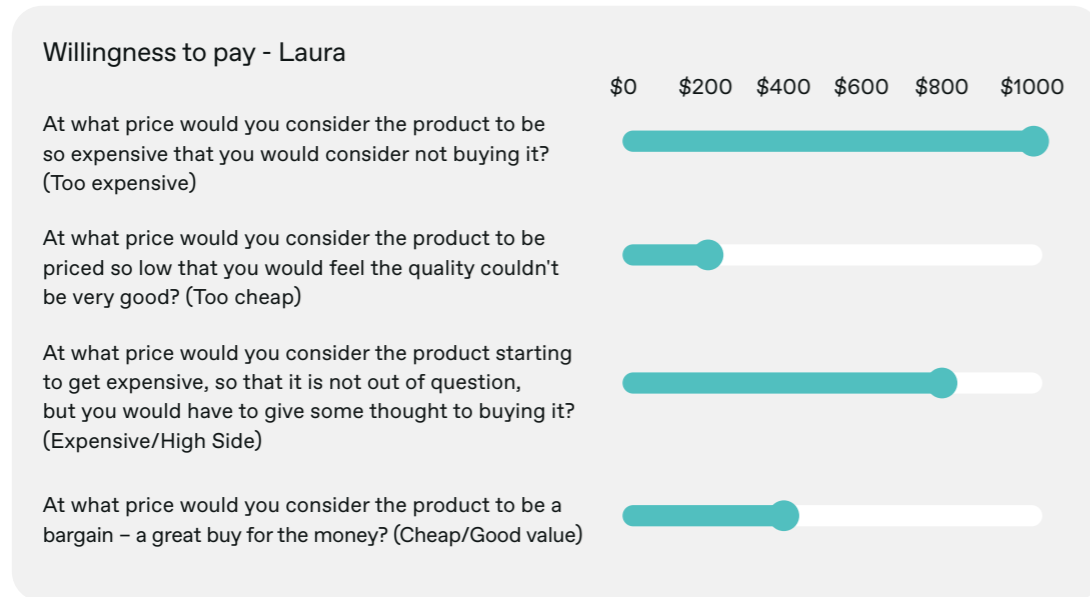 Willingness to pay - Laura
$0 $200 $400 $600 $800 $1000
At what price would you consider the product to be
so expensive that you would consider not buying it?
(Too expensive)
At what price would you consider the product to be
priced so low that you would feel the quality couldn't
be very good? (Too cheap)
At what price would you consider the product starting
to get expensive, so that it is not out of question,
but you would have to give some thought to buying it?
(Expensive/High Side)
At what price would you consider the product to be a
bargain – a great buy for the money? (Cheap/Good value)